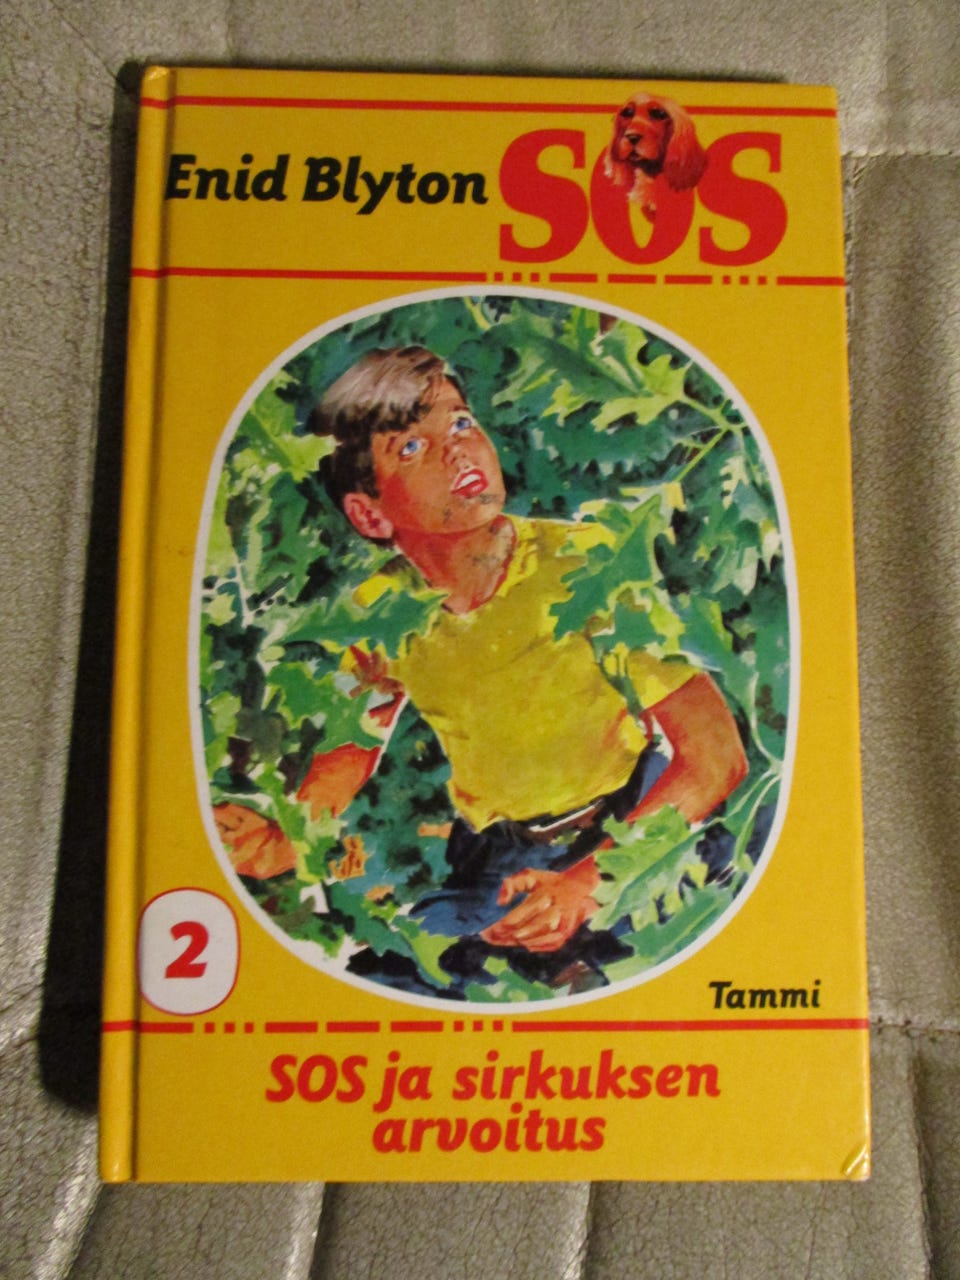 Enid Blyton SOS
2
Tammi
SOS ja sirkuksen
arvoitus